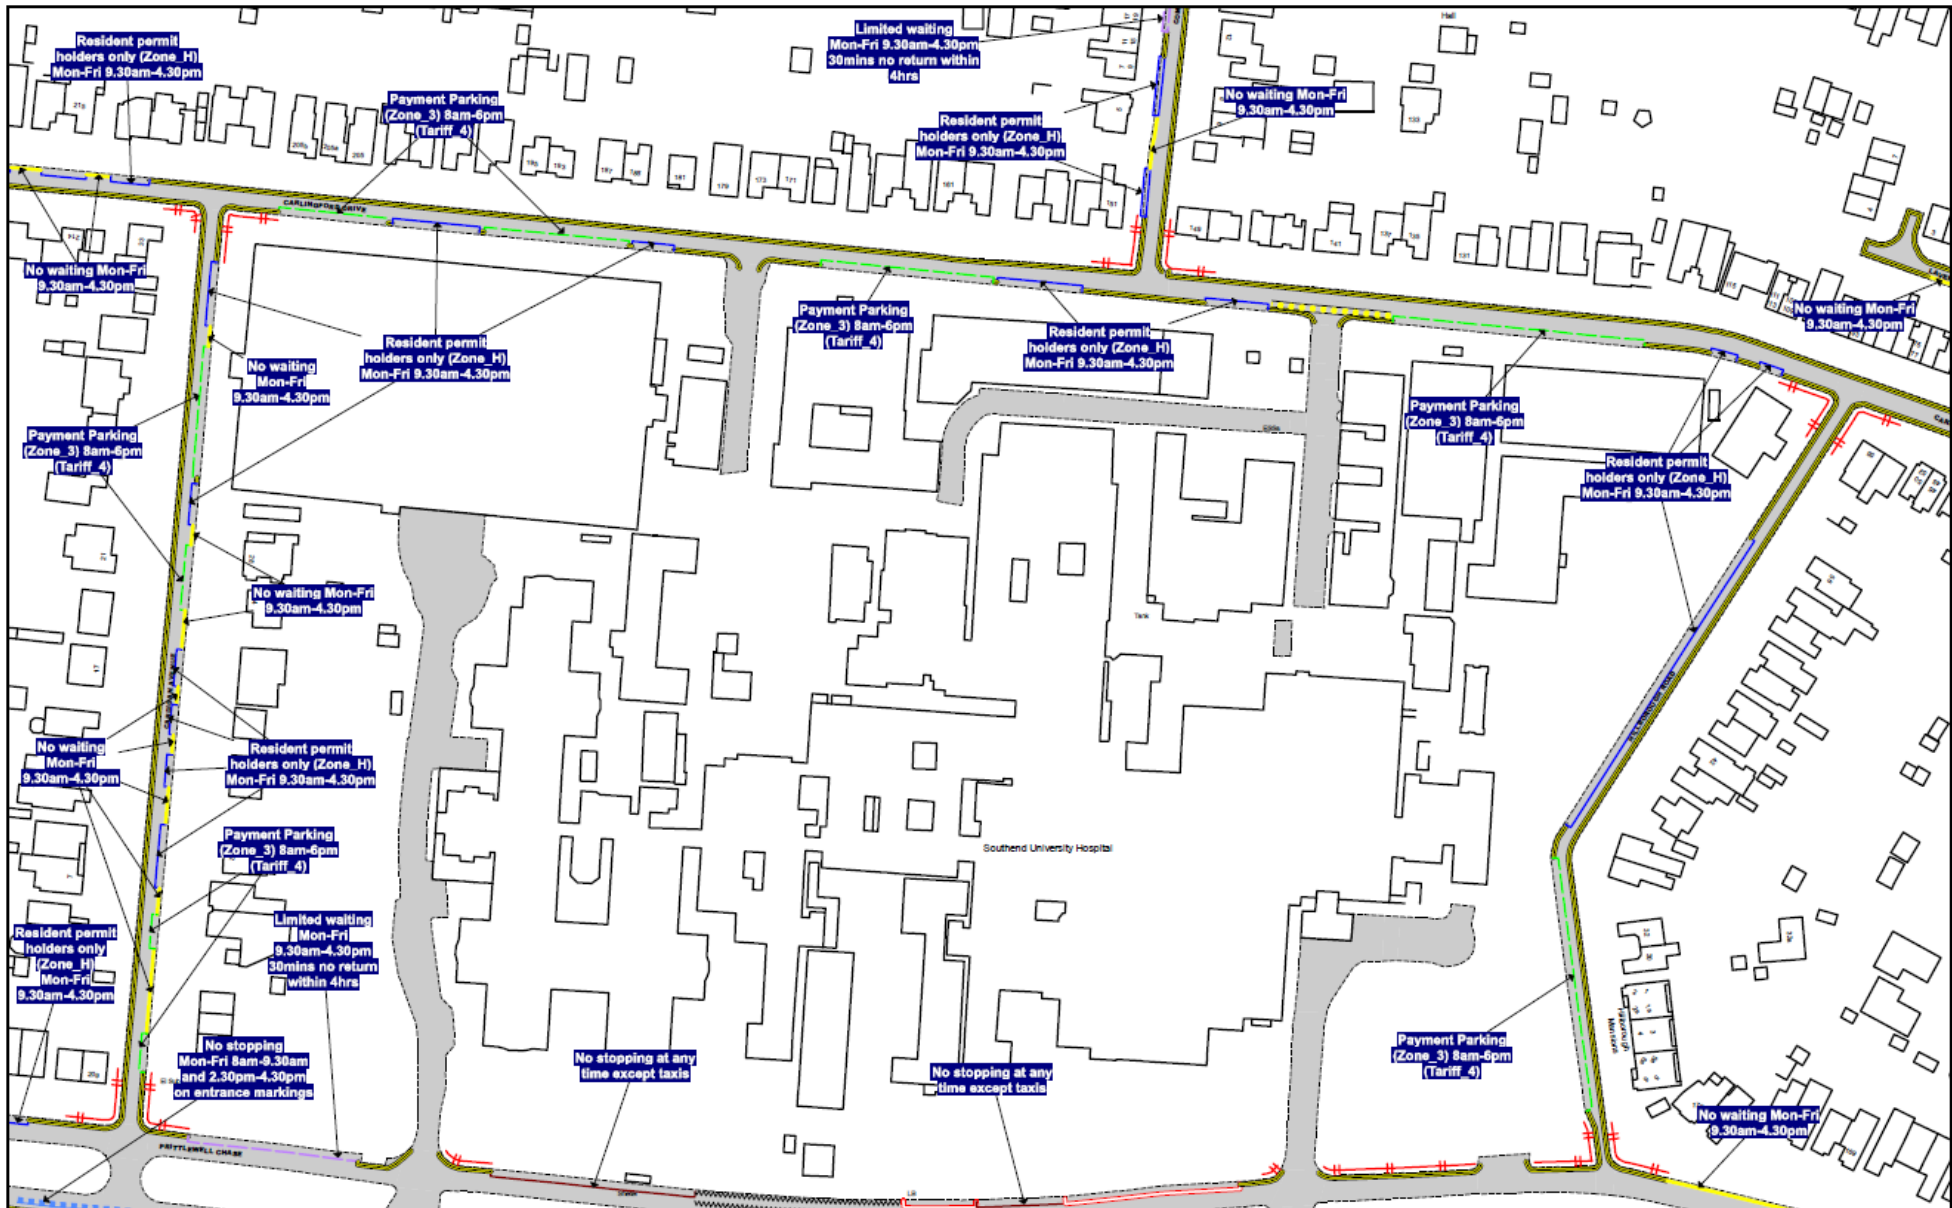 Resident permit
holders only (Zone_H)
Mon-Fri 9.30am-4.30pm
Payment Parking
(Zone_3) 8am-6pm
(Tariff_4)
Limited waiting
Mon-Fri 9.30am-4.30pm
30mins no return within
4hrs
Hall
No waiting Mon-Fri
9.30am-4.30pm
Resident permit
holders only (Zone_H)
Mon-Fri 9.30am-4.30pm
CARLINGFORD DRIVE
No waiting Mon-Fri
9.30am-4.30pm
Payment Parking
(Zone_3) 8am-6pm
(Tariff_4)
No waiting Mon-Fri
9.30am-4.30pm
Resident permit
holders only (Zone_H)
Mon-Fri 9.30am-4.30pm
Resident permit
holders only (Zone_H)
Mon-Fri 9.30am-4.30pm
No waiting
Mon-Fri
9.30am-4.30pm
Payment Parking
(Zone_3) 8am-6pm
(Tariff_4)
Payment Parking
(Zone_3) 8am-6pm
(Tariff_4)
Resident permit
holders only (Zone_H)
Mon-Fri 9.30am-4.30pm
No waiting Mon-Fri
9.30am-4.30pm
Tank
No waiting
Mon-Fri
9.30am-4.30pm
Resident permit
holders only (Zone_H)
Mon-Fri 9.30am-4.30pm
Payment Parking
(Zone_3) 8am-6pm
(Tariff_4)
Southend University Hospital
Limited waiting
Mon-Fri
9.30am-4.30pm
30mins no return
within 4hrs
Resident permit
holders only
(Zone_H)
Mon-Fri
9.30am-4.30pm
No stopping
Mon-Fri 8am-9.30am
and 2.30pm-4.30pm
on entrance markings
No stopping at any
time except taxis
No stopping at any
time except taxis
Payment Parking
(Zone_3) 8am-6pm
(Tariff_4)
No waiting Mon-Fri
9.30am-4.30pm
PRITTLEWELL CHASE